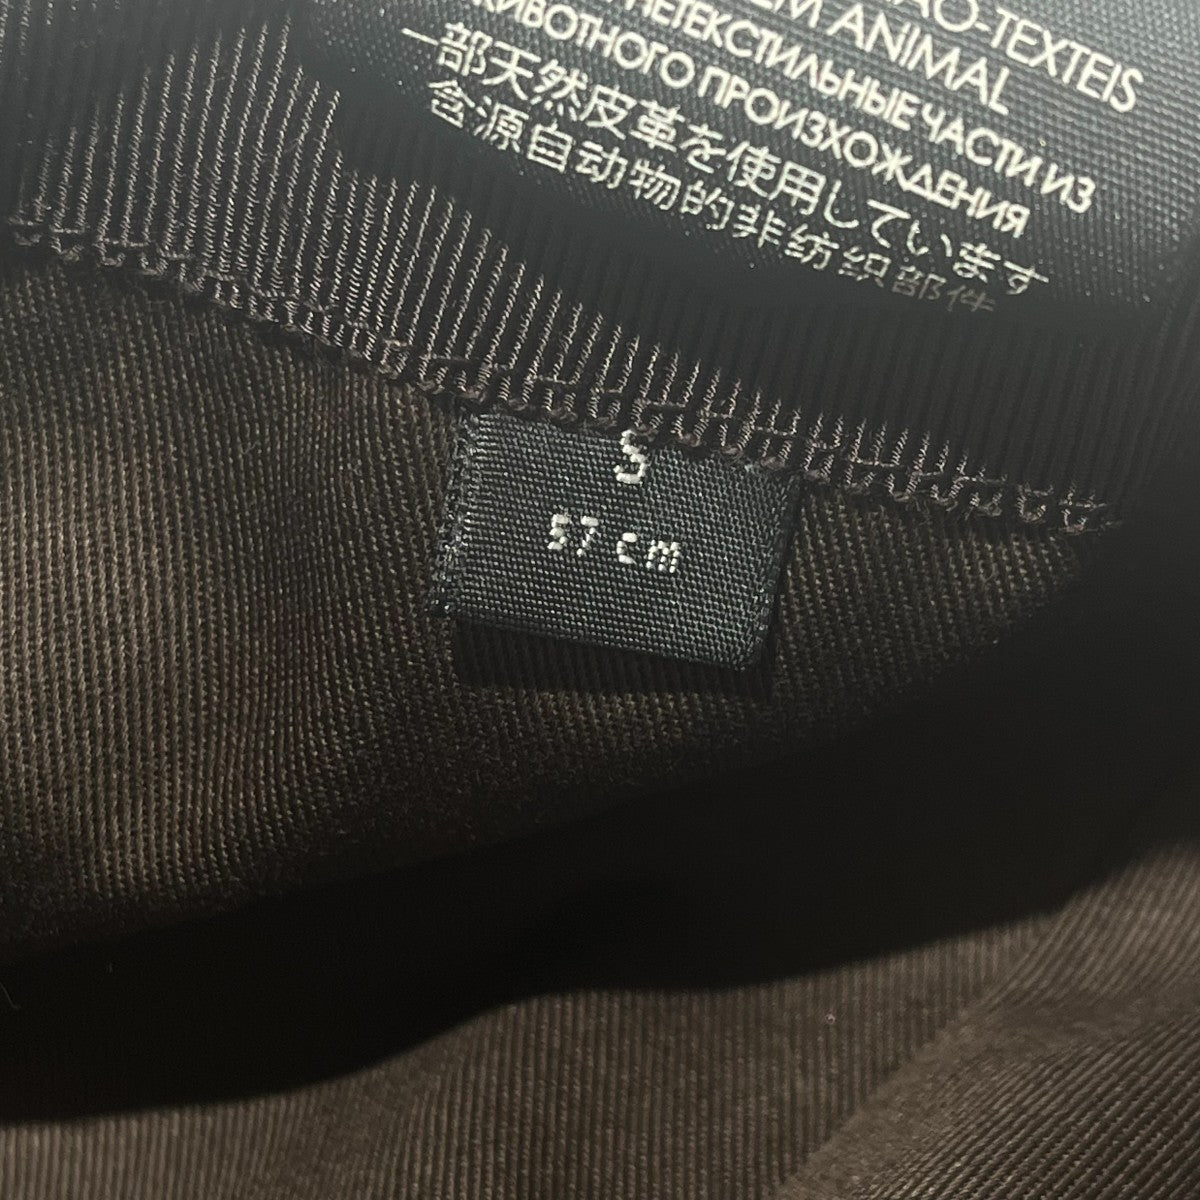 ÃO-TEXTEIS
EM ANIMAL
НЕТЕКСТИЛЬНЫЕ ЧАСТИ ИЗ
ЖИВОТНОГО ПРОИЗХОЖДЕНИЯ
一部天然皮革を使用しています
含源自动物的非纺织部件
S
57 cm